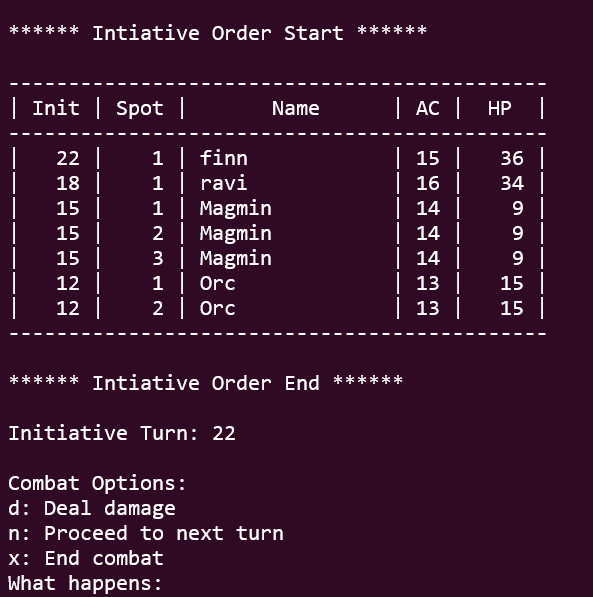 ****** Intiative Order Start ******
---------------------------------------------
| Init | Spot |       Name      | AC |  HP  |
---------------------------------------------
|   22 |    1 | finn            | 15 |   36 |
|   18 |    1 | ravi            | 16 |   34 |
|   15 |    1 | Magmin          | 14 |    9 |
|   15 |    2 | Magmin          | 14 |    9 |
|   15 |    3 | Magmin          | 14 |    9 |
|   12 |    1 | Orc             | 13 |   15 |
|   12 |    2 | Orc             | 13 |   15 |
---------------------------------------------
****** Intiative Order End ******
Initiative Turn: 22
Combat Options:
d: Deal damage
n: Proceed to next turn
x: End combat
What happens: